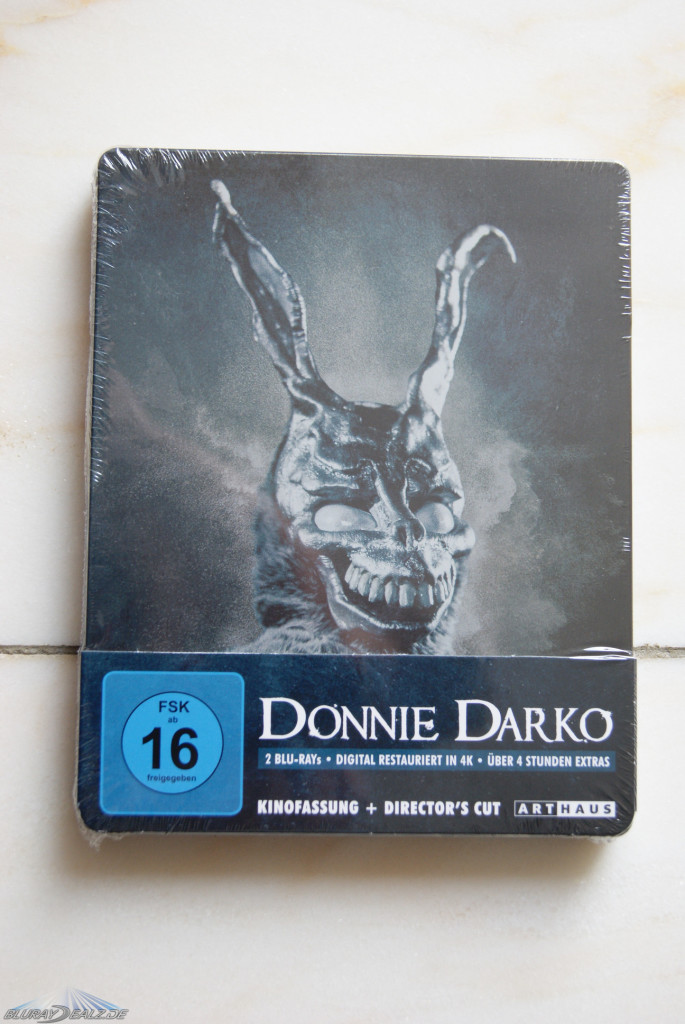 FSK
ab
16
freigegeben
DONNIE DARKO
2 BLU-RAYs • DIGITAL RESTAURIERT IN 4K • ÜBER 4 STUNDEN EXTRAS
KINOFASSUNG + DIRECTOR'S CUT
ARTHAUS
BLURAYDEALZ.DE